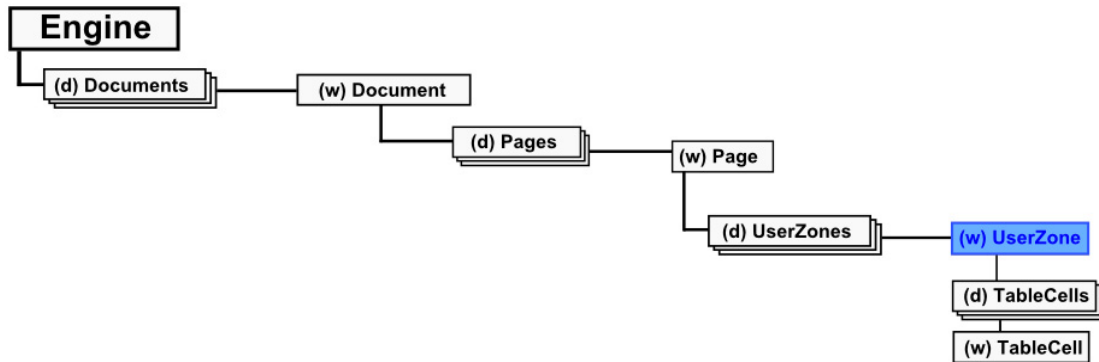 Engine
(d) Documents
(w) Document
(d) Pages
(w) Page
(d) UserZones
(w) UserZone
(d) TableCells
(w) TableCell